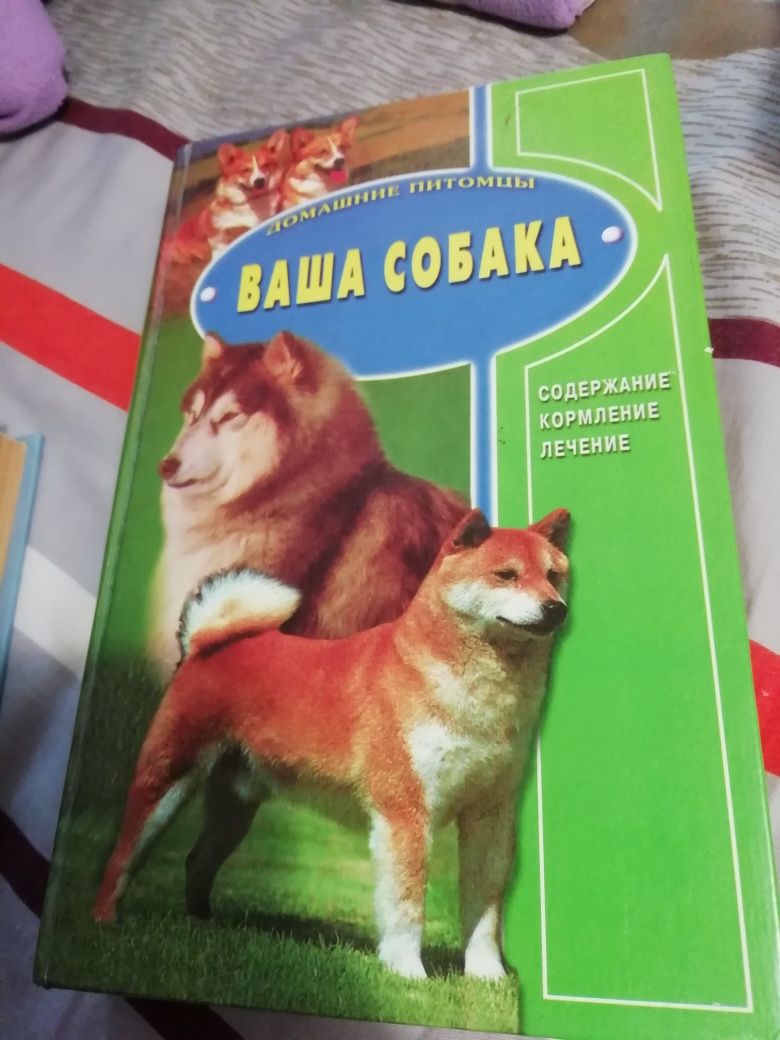 ДОМАШНИЕ ПИТОМЦЫ
ВАША СОБАКА
СОДЕРЖАНИЕ
КОРМЛЕНИЕ
ЛЕЧЕНИЕ